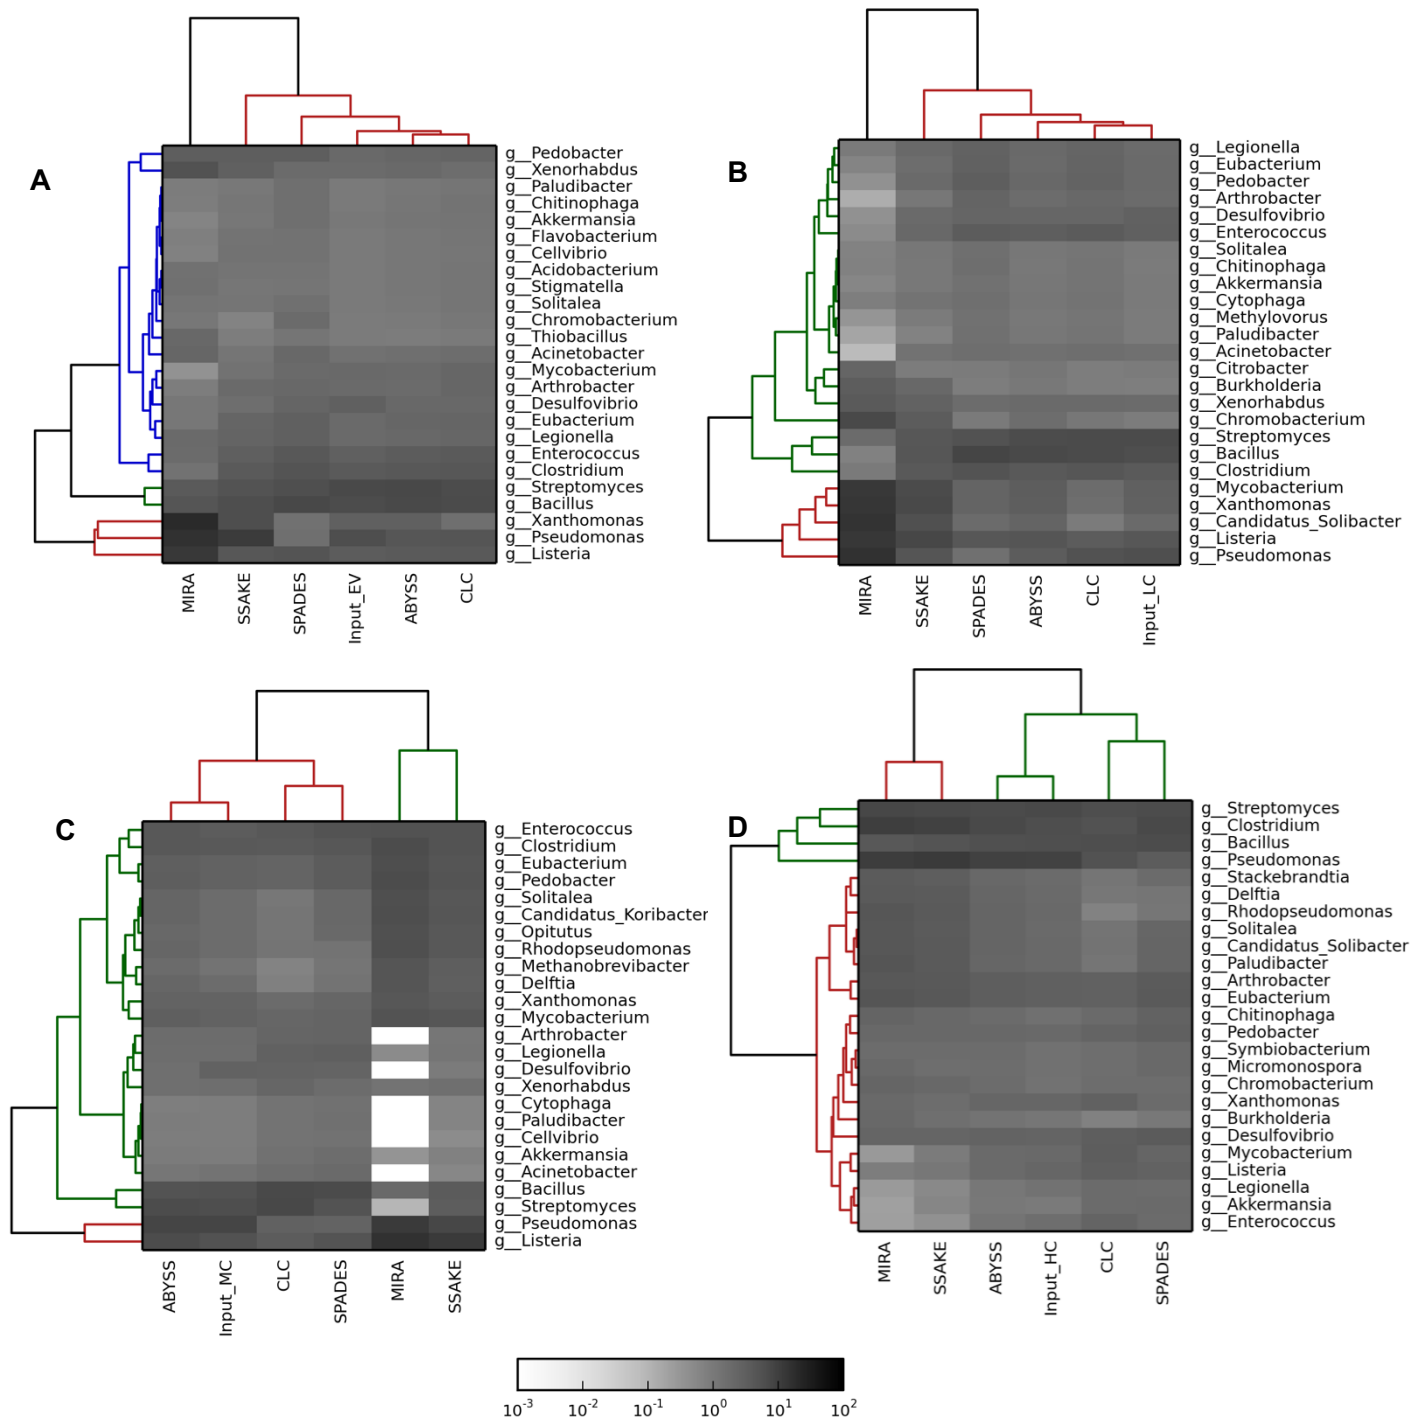 A
g__Pedobacter
g__Xenorhabdus
g__Paludibacter
g__Chitinophaga
g__Akkermansia
g__Flavobacterium
g__Cellvibrio
g__Acidobacterium
g__Stigmatella
g__Solitalea
g__Chromobacterium
g__Thiobacillus
g__Acinetobacter
g__Mycobacterium
g__Arthrobacter
g__Desulfovibrio
g__Eubacterium
g__Legionella
g__Enterococcus
g__Clostridium
g__Streptomyces
g__Bacillus
g__Xanthomonas
g__Pseudomonas
g__Listeria
MIRA
SSAKE
SPADES
Input_EV
ABYSS
CLC
B
g__Legionella
g__Eubacterium
g__Pedobacter
g__Arthrobacter
g__Desulfovibrio
g__Enterococcus
g__Solitalea
g__Chitinophaga
g__Akkermansia
g__Cytophaga
g__Methylovorus
g__Paludibacter
g__Acinetobacter
g__Citrobacter
g__Burkholderia
g__Xenorhabdus
g__Chromobacterium
g__Streptomyces
g__Bacillus
g__Clostridium
g__Mycobacterium
g__Xanthomonas
g__Candidatus_Solibacter
g__Listeria
g__Pseudomonas
MIRA
SSAKE
SPADES
ABYSS
CLC
Input_LC
C
g__Enterococcus
g__Clostridium
g__Eubacterium
g__Pedobacter
g__Solitalea
g__Candidatus_Koribacter
g__Opitutus
g__Rhodopseudomonas
g__Methanobrevibacter
g__Delftia
g__Xanthomonas
g__Mycobacterium
g__Arthrobacter
g__Legionella
g__Desulfovibrio
g__Xenorhabdus
g__Cytophaga
g__Paludibacter
g__Cellvibrio
g__Akkermansia
g__Acinetobacter
g__Bacillus
g__Streptomyces
g__Pseudomonas
g__Listeria
ABYSS
Input_MC
CLC
SPADES
MIRA
SSAKE
D
g__Streptomyces
g__Clostridium
g__Bacillus
g__Pseudomonas
g__Stackebrandtia
g__Delftia
g__Rhodopseudomonas
g__Solitalea
g__Candidatus_Solibacter
g__Paludibacter
g__Arthrobacter
g__Eubacterium
g__Chitinophaga
g__Pedobacter
g__Symbiobacterium
g__Micromonospora
g__Chromobacterium
g__Xanthomonas
g__Burkholderia
g__Desulfovibrio
g__Mycobacterium
g__Listeria
g__Legionella
g__Akkermansia
g__Enterococcus
MIRA
SSAKE
ABYSS
Input_HC
CLC
SPADES
10⁻³ 10⁻² 10⁻¹ 10⁰ 10¹ 10²